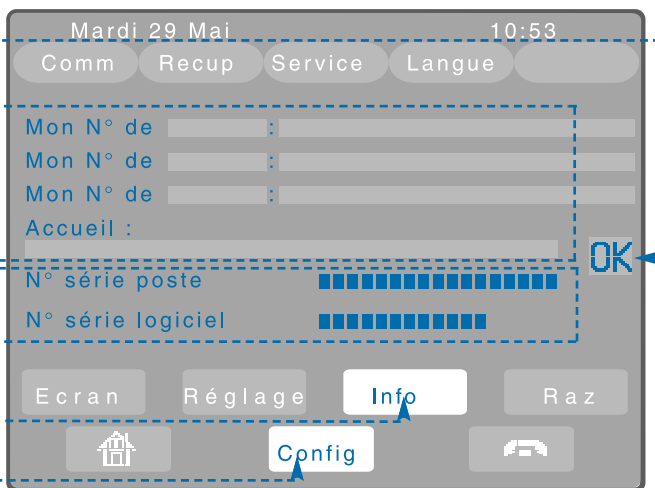 Mardi 29 Mai 10:53
Comm Recup Service Langue
Mon N° de :
Mon N° de :
Mon N° de :
Accueil :
OK
N° série poste
N° série logiciel
Ecran Réglage Info Raz
Config